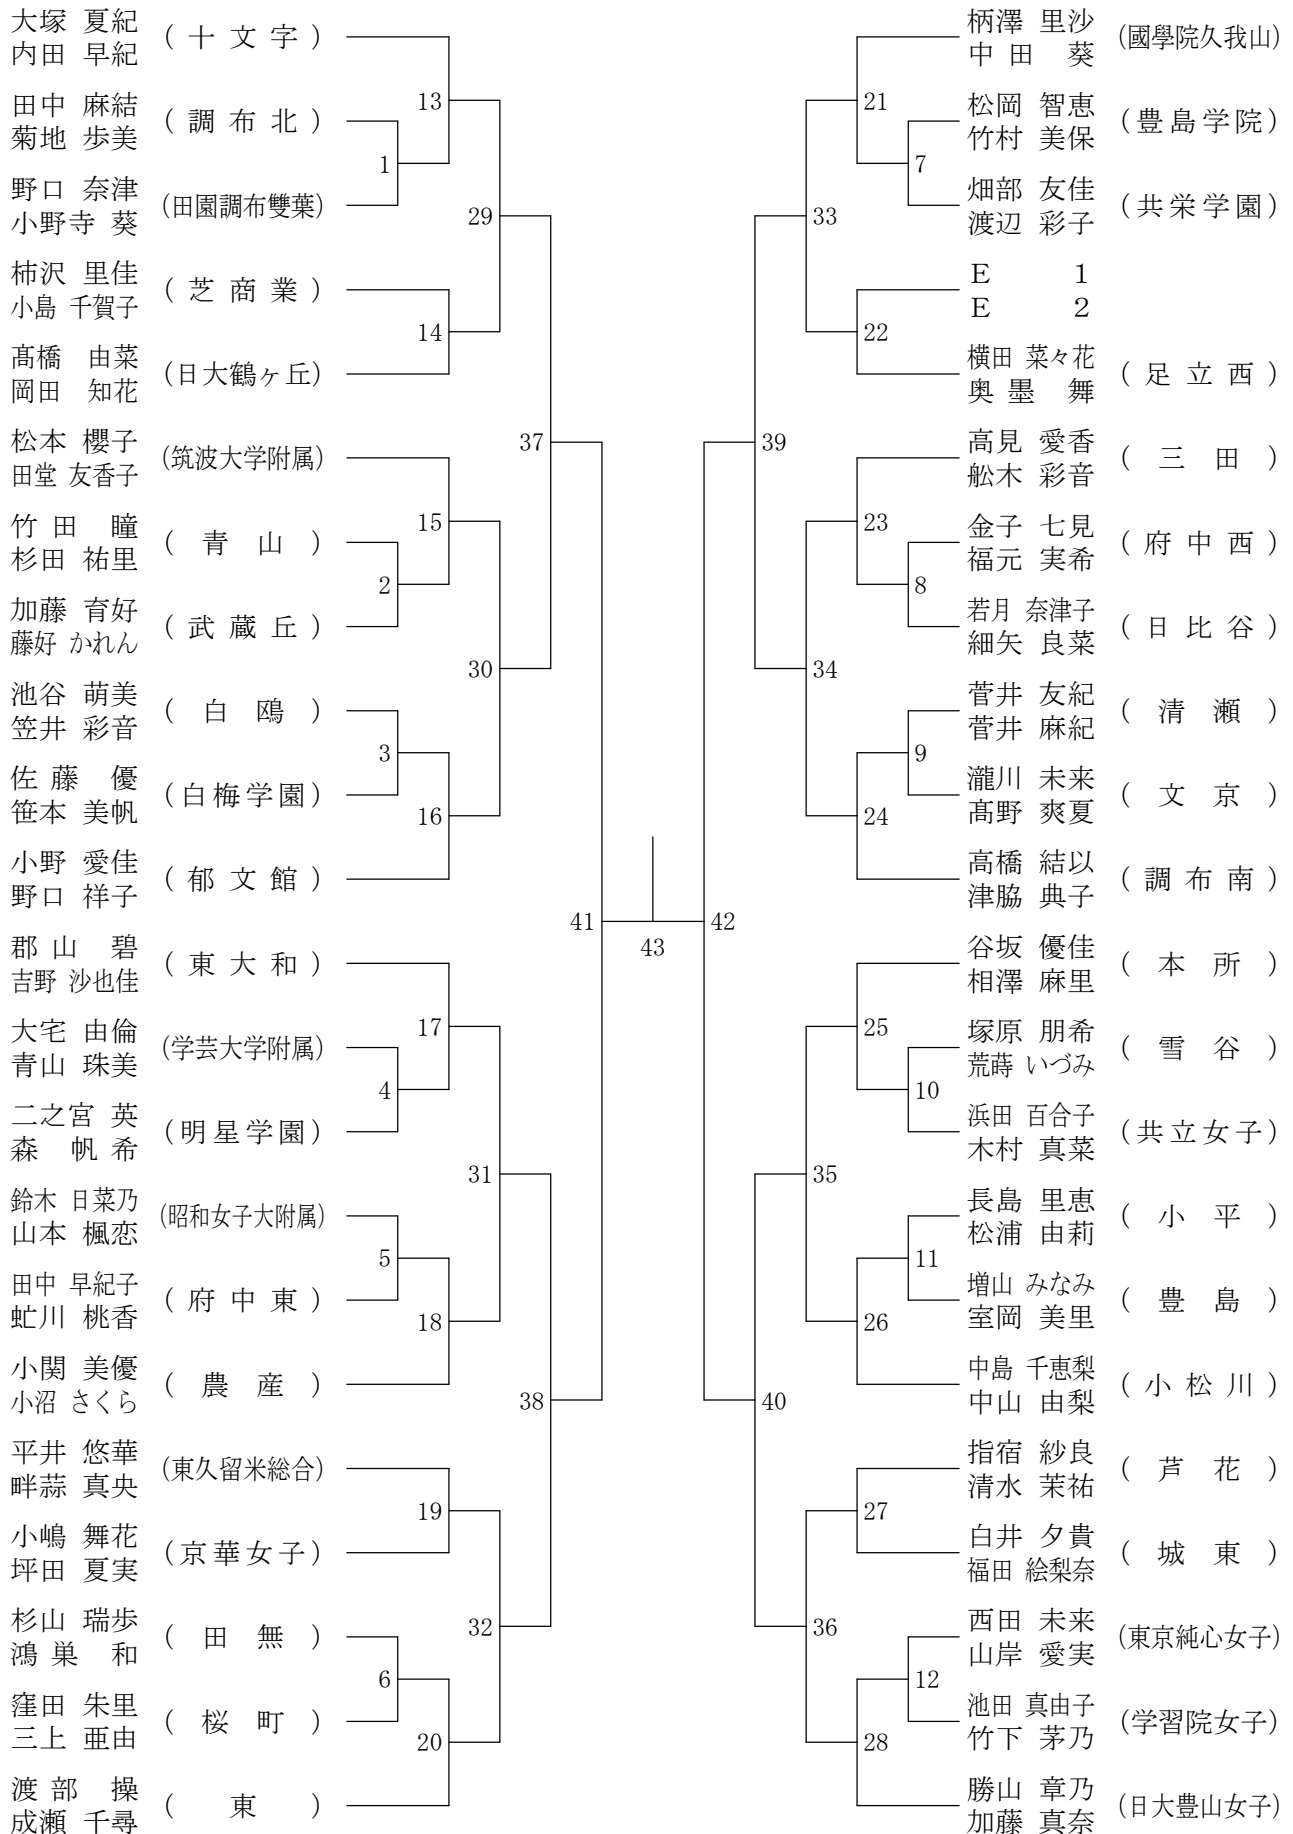 大塚 夏紀
内田 早紀
(十文字)
田中 麻結
菊地 歩美
(調布北)
野口 奈津
小野寺 葵
(田園調布雙葉)
柿沢 里佳
小島 千賀子
(芝商業)
髙橋 由菜
岡田 知花
(日大鶴ヶ丘)
松本 櫻子
田堂 友香子
(筑波大学附属)
竹田 瞳
杉田 祐里
(青山)
加藤 育好
藤好 かれん
(武蔵丘)
池谷 萌美
笠井 彩音
(白鴎)
佐藤 優
笹本 美帆
(白梅学園)
小野 愛佳
野口 祥子
(郁文館)
郡山 碧
吉野 沙也佳
(東大和)
大宅 由倫
青山 珠美
(学芸大学附属)
二之宮 英
森 帆希
(明星学園)
鈴木 日菜乃
山本 楓恋
(昭和女子大附属)
田中 早紀子
虻川 桃香
(府中東)
小関 美優
小沼 さくら
(農産)
平井 悠華
畔蒜 真央
(東久留米総合)
小嶋 舞花
坪田 夏実
(京華女子)
杉山 瑞歩
鴻巣 和
(田無)
窪田 朱里
三上 亜由
(桜町)
渡部 操
成瀬 千尋
(東)
13
1
29
14
37
15
2
30
3
16
41
17
4
31
5
18
38
19
32
6
20
43
42
21
7
33
22
39
23
8
34
9
24
25
10
35
11
26
40
27
36
12
28
柄澤 里沙
中田 葵
(國學院久我山)
松岡 智恵
竹村 美保
(豊島学院)
畑部 友佳
渡辺 彩子
(共栄学園)
E 1
E 2
横田 菜々花
奥墨 舞
(足立西)
高見 愛香
舩木 彩音
(三田)
金子 七見
福元 実希
(府中西)
若月 奈津子
細矢 良菜
(日比谷)
菅井 友紀
菅井 麻紀
(清瀬)
瀧川 未来
髙野 爽夏
(文京)
高橋 結以
津脇 典子
(調布南)
谷坂 優佳
相澤 麻里
(本所)
塚原 朋希
荒蒔 いづみ
(雪谷)
浜田 百合子
木村 真菜
(共立女子)
長島 里恵
松浦 由莉
(小平)
増山 みなみ
室岡 美里
(豊島)
中島 千恵梨
中山 由梨
(小松川)
指宿 紗良
清水 茉祐
(芦花)
白井 夕貴
福田 絵梨奈
(城東)
西田 未来
山岸 愛実
(東京純心女子)
池田 真由子
竹下 茅乃
(学習院女子)
勝山 章乃
加藤 真奈
(日大豊山女子)